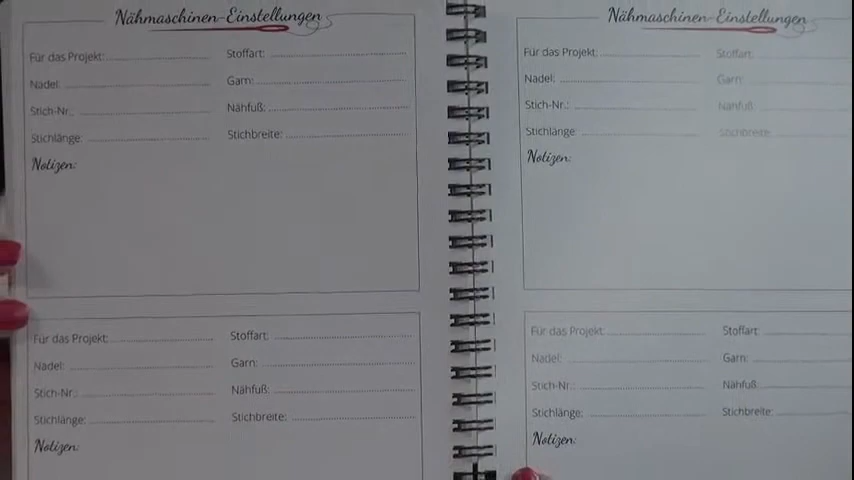 Nähmaschinen-Einstellungen
Für das Projekt: Stoffart:
Nadel: Garn:
Stich-Nr.: Nähfuß:
Stichlänge: Stichbreite:
Notizen:
Für das Projekt: Stoffart:
Nadel: Garn:
Stich-Nr.: Nähfuß:
Stichlänge: Stichbreite:
Notizen:
Nähmaschinen-Einstellungen
Für das Projekt: Stoffart:
Nadel: Garn:
Stich-Nr.: Nähfuß:
Stichlänge: Stichbreite:
Notizen:
Für das Projekt: Stoffart:
Nadel: Garn:
Stich-Nr.: Nähfuß:
Stichlänge: Stichbreite:
Notizen: